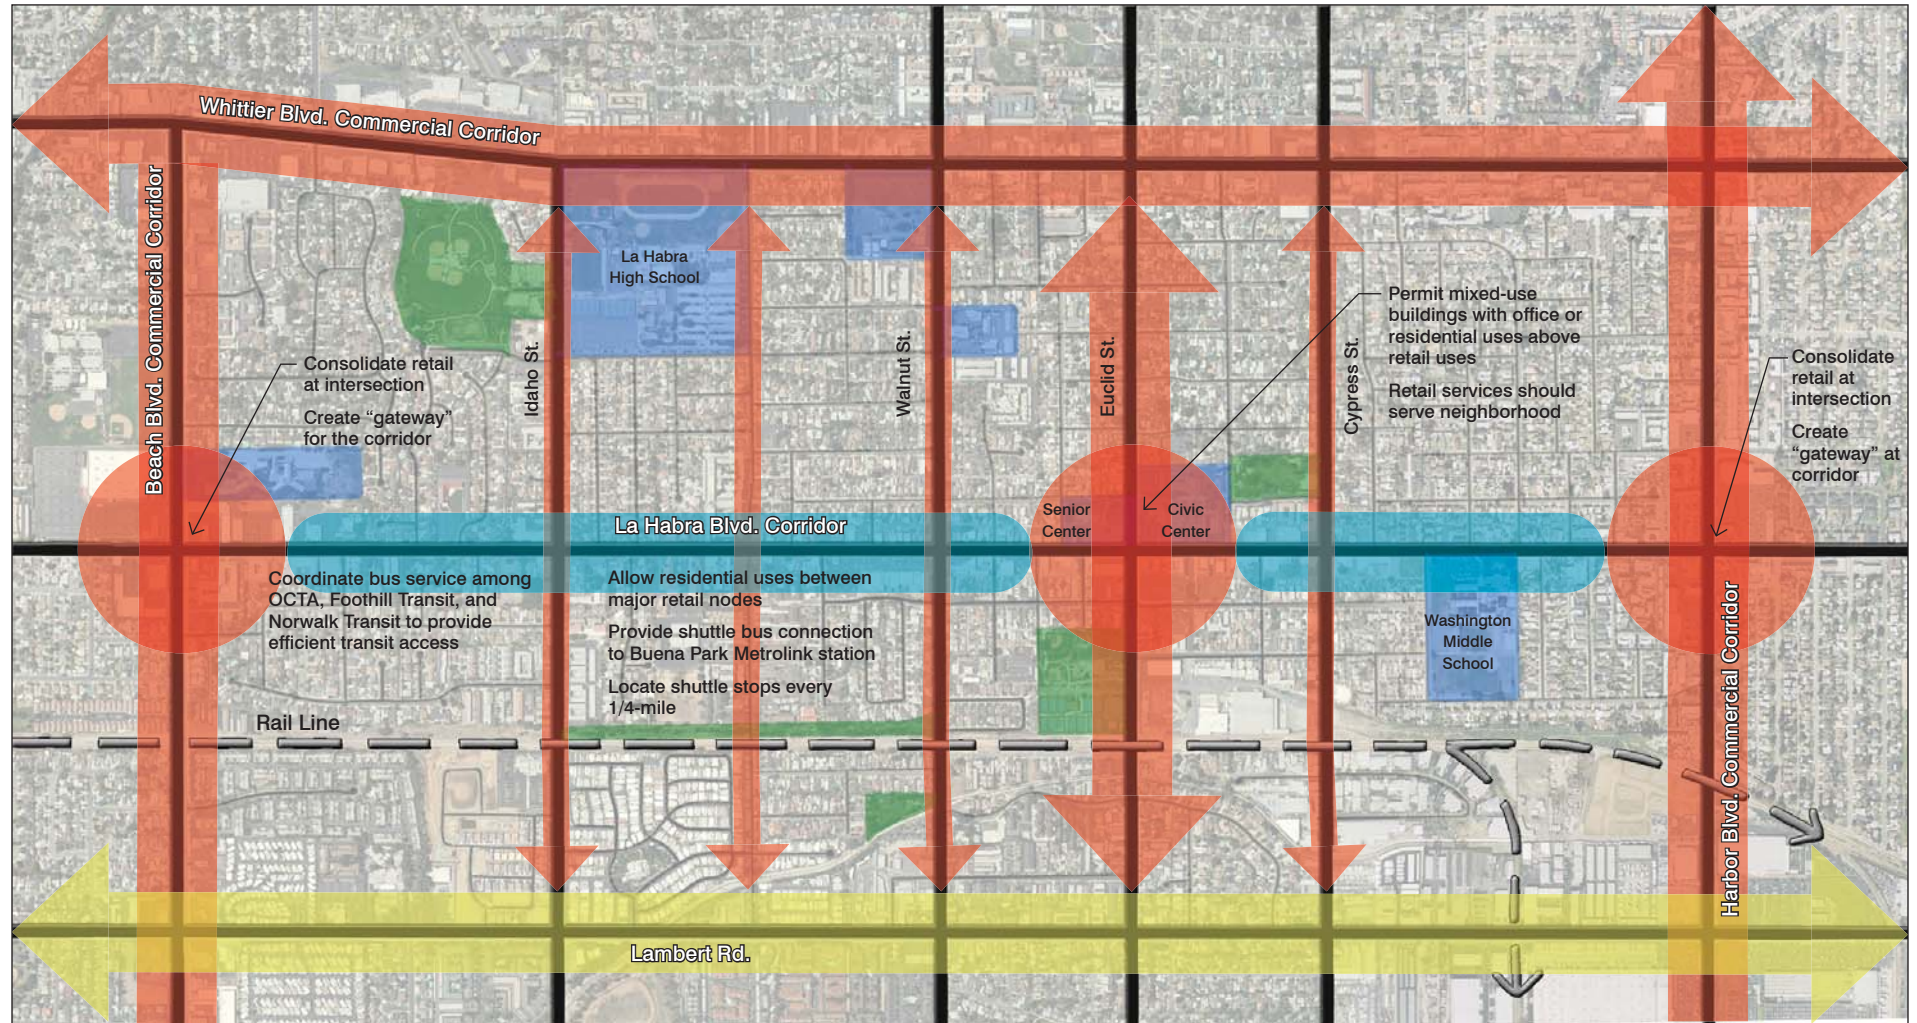 Whittier Blvd. Commercial Corridor
Beach Blvd. Commercial Corridor
La Habra
High School
Idaho St.
Walnut St.
Euclid St.
Cypress St.
Permit mixed-use
buildings with office or
residential uses above
retail uses
Retail services should
serve neighborhood
Consolidate retail
at intersection
Create “gateway”
for the corridor
Consolidate
retail at
intersection
Create
“gateway” at
corridor
Senior
Center
Civic
Center
La Habra Blvd. Corridor
Coordinate bus service among
OCTA, Foothill Transit, and
Norwalk Transit to provide
efficient transit access
Allow residential uses between
major retail nodes
Provide shuttle bus connection
to Buena Park Metrolink station
Locate shuttle stops every
1/4-mile
Washington
Middle
School
Harbor Blvd. Commercial Corridor
Rail Line
Lambert Rd.